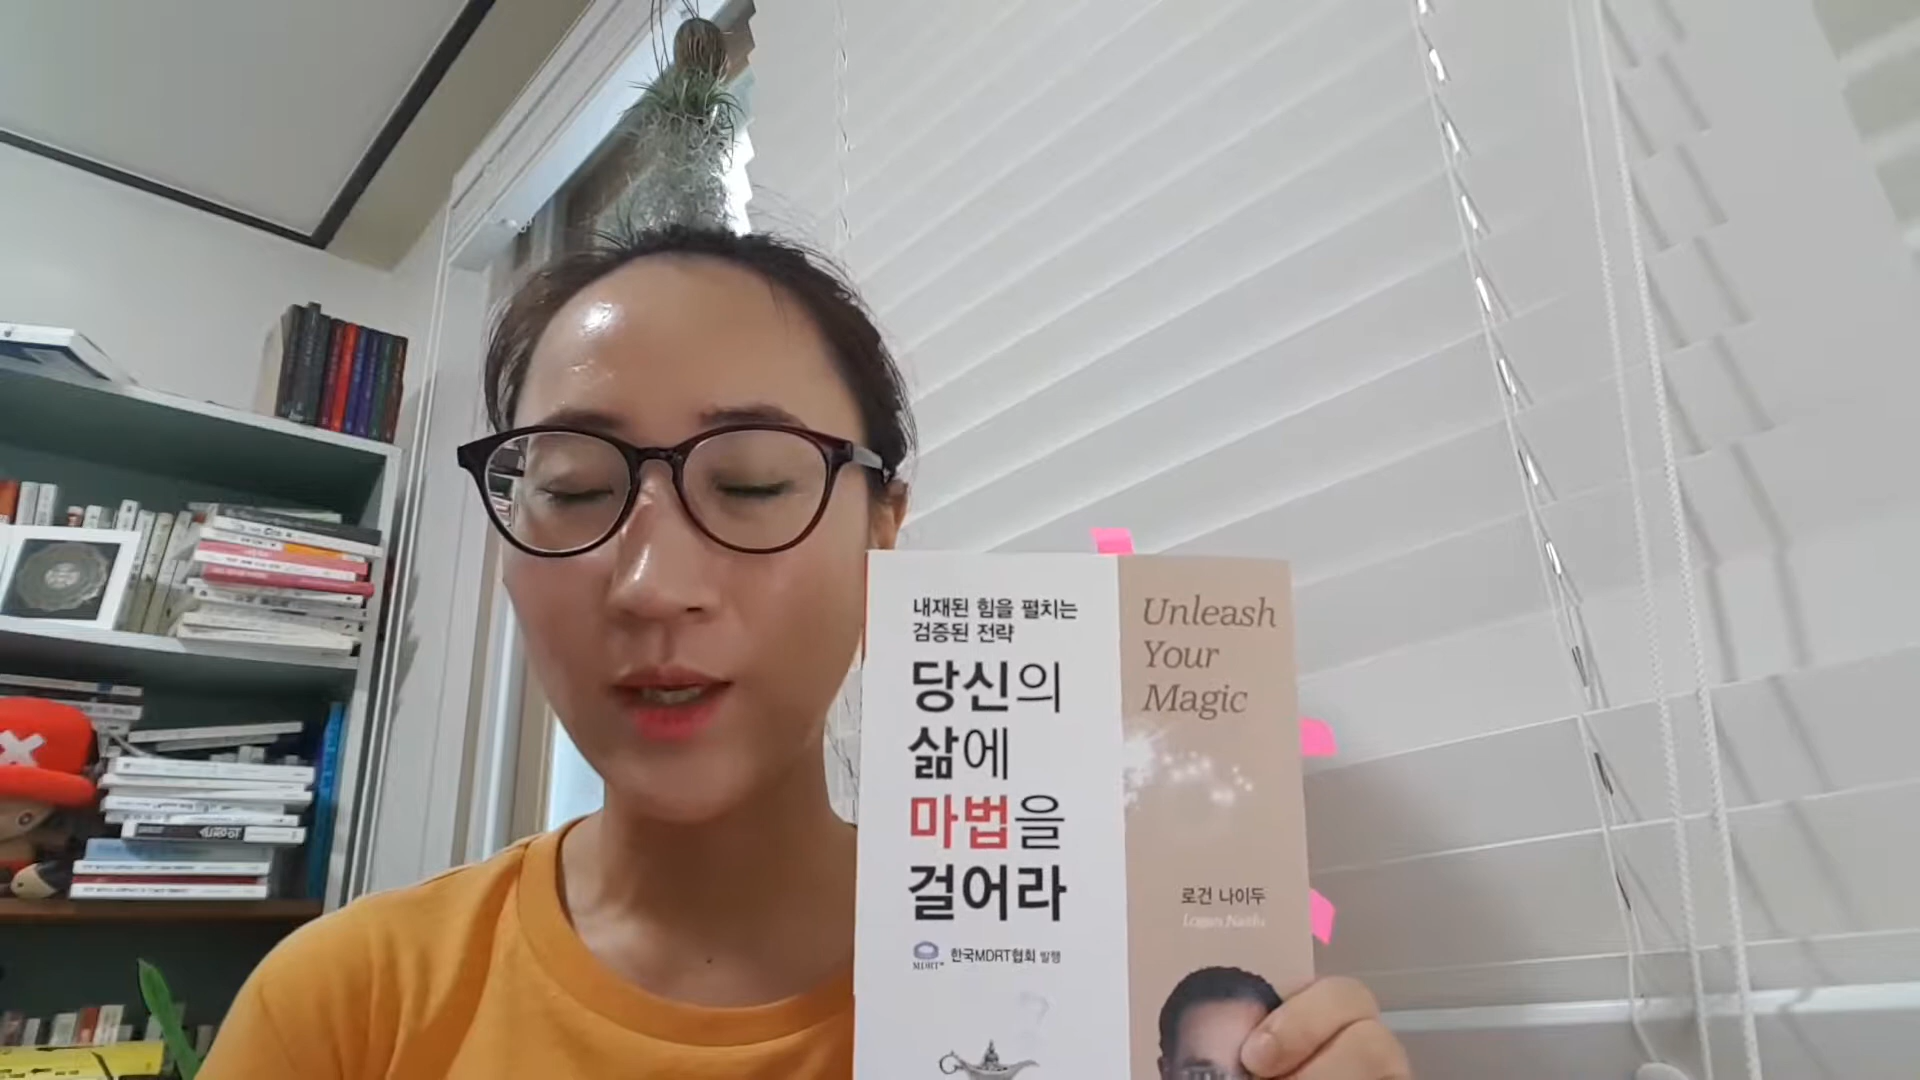 내재된 힘을 펼치는
검증된 전략
당신의
삶에
마법을
걸어라
MDRT
한국MDRT협회 발행
Unleash
Your
Magic
로건 나이두
Logan Naidu